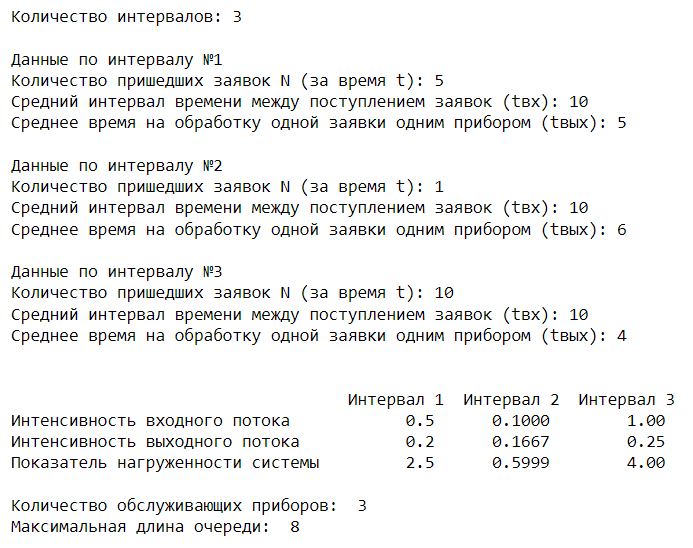 Количество интервалов: 3
Данные по интервалу №1
Количество пришедших заявок N (за время t): 5
Средний интервал времени между поступлением заявок (tвх): 10
Среднее время на обработку одной заявки одним прибором (tвых): 5
Данные по интервалу №2
Количество пришедших заявок N (за время t): 1
Средний интервал времени между поступлением заявок (tвх): 10
Среднее время на обработку одной заявки одним прибором (tвых): 6
Данные по интервалу №3
Количество пришедших заявок N (за время t): 10
Средний интервал времени между поступлением заявок (tвх): 10
Среднее время на обработку одной заявки одним прибором (tвых): 4
Интервал 1 Интервал 2 Интервал 3
Интенсивность входного потока 0.5 0.1000 1.00
Интенсивность выходного потока 0.2 0.1667 0.25
Показатель нагруженности системы 2.5 0.5999 4.00
Количество обслуживающих приборов: 3
Максимальная длина очереди: 8